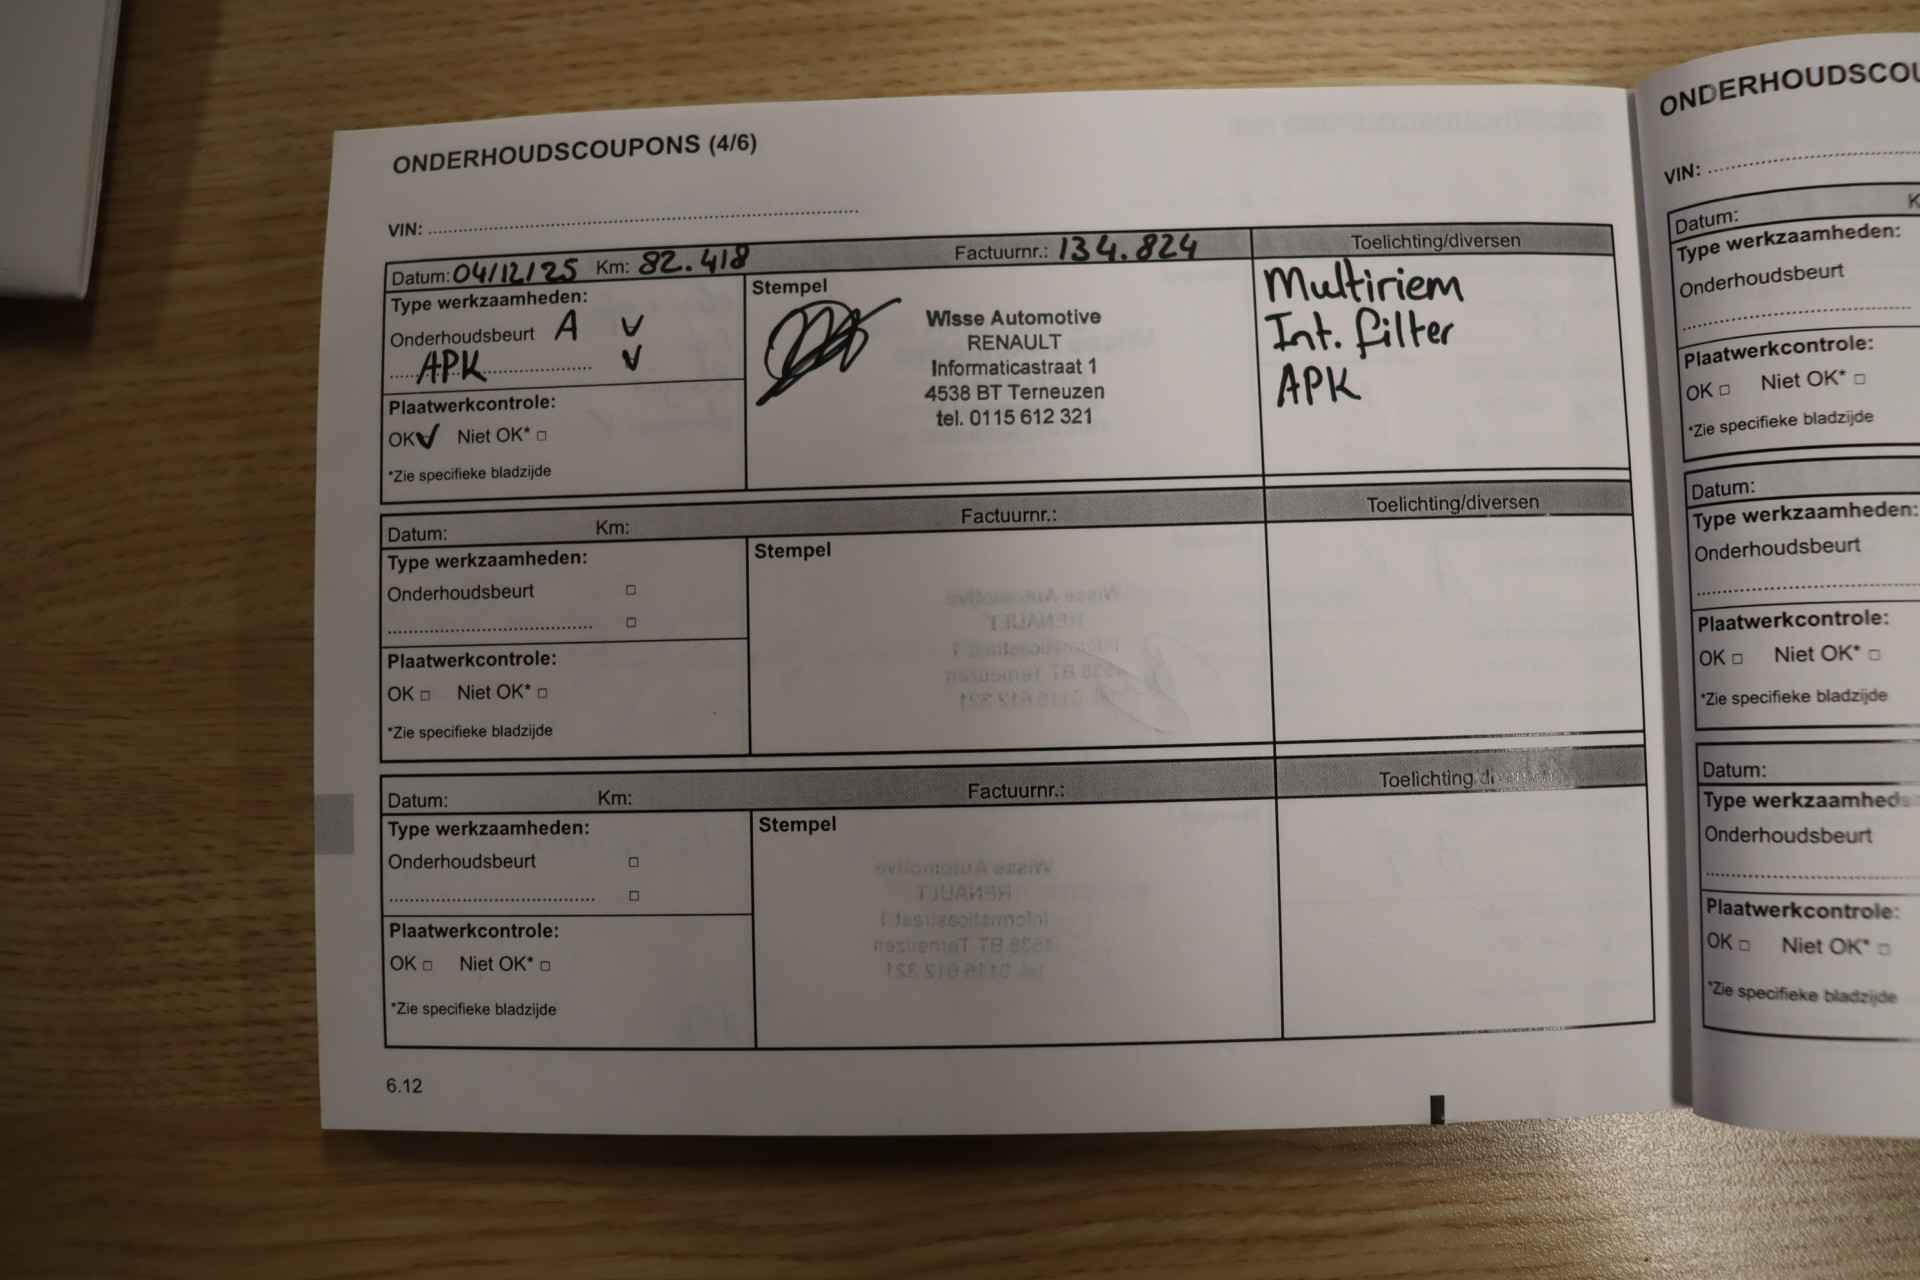 ONDERHOUDSCOUPONS (4/6)
VIN:
Datum: 04/12/25 Km: 82.418 Factuurnr.: 134.824 Toelichting/diversen
Type werkzaamheden:
Onderhoudsbeurt A
APK
Plaatwerkcontrole:
OK Niet OK*
*Zie specifieke bladzijde
Stempel
Wisse Automotive
RENAULT
Informaticastraat 1
4538 BT Terneuzen
tel. 0115 612 321
Multiriem
Int. filter
APK
Datum: Km: Factuurnr.: Toelichting/diversen
Type werkzaamheden:
Onderhoudsbeurt
Plaatwerkcontrole:
OK Niet OK*
*Zie specifieke bladzijde
Stempel
Datum: Km: Factuurnr.: Toelichting
Type werkzaamheden:
Onderhoudsbeurt
Plaatwerkcontrole:
OK Niet OK*
*Zie specifieke bladzijde
Stempel
6.12
ONDERHOUDSCOU
VIN:
Datum: K
Type werkzaamheden:
Onderhoudsbeurt
Plaatwerkcontrole:
OK Niet OK*
*Zie specifieke bladzijde
Datum:
Type werkzaamheden:
Onderhoudsbeurt
Plaatwerkcontrole:
OK Niet OK*
*Zie specifieke bladzijde
Datum:
Type werkzaamheds
Onderhoudsbeurt
Plaatwerkcontrole:
OK Niet OK*
*Zie specifieke bladzijde